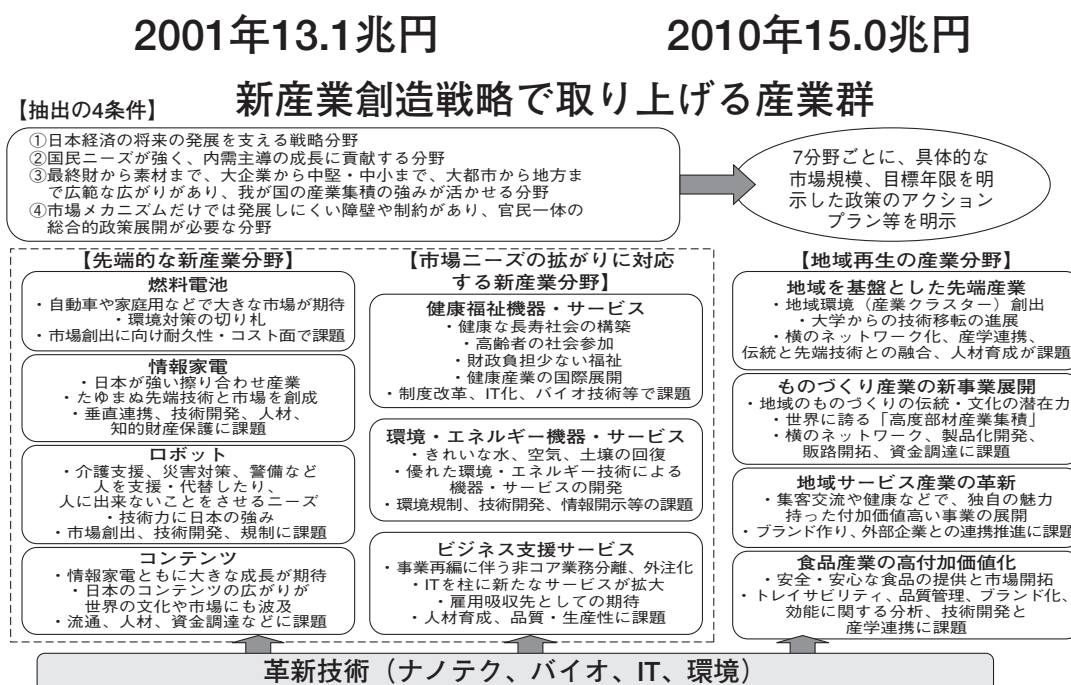 2001年13.1兆円
2010年15.0兆円
新産業創造戦略で取り上げる産業群
【抽出の4条件】
①日本経済の将来の発展を支える戦略分野
②国民ニーズが強く、内需主導の成長に貢献する分野
③最終財から素材まで、大企業から中堅・中小まで、大都市から地方ま
で広範な広がりがあり、我が国の産業集積の強みが活かせる分野
④市場メカニズムだけでは発展しにくい障壁や制約があり、官民一体の
総合的政策展開が必要な分野
7分野ごとに、具体的な
市場規模、目標年限を明
示した政策のアクション
プラン等を明示
【先端的な新産業分野】
燃料電池
・自動車や家庭用などで大きな市場が期待
・環境対策の切り札
・市場創出に向け耐久性・コスト面で課題
情報家電
・日本が強い擦り合わせ産業
・たゆまぬ先端技術と市場を創成
・垂直連携、技術開発、人材、
知的財産保護に課題
ロボット
・介護支援、災害対策、警備など
人を支援・代替したり、
人に出来ないことをさせるニーズ
・技術力に日本の強み
・市場創出、技術開発、規制に課題
コンテンツ
・情報家電ともに大きな成長が期待
・日本のコンテンツの広がりが
世界の文化や市場にも波及
・流通、人材、資金調達などに課題
【市場ニーズの拡がりに対応
する新産業分野】
健康福祉機器・サービス
・健康な長寿社会の構築
・高齢者の社会参加
・財政負担少ない福祉
・健康産業の国際展開
・制度改革、IT化、バイオ技術等で課題
環境・エネルギー機器・サービス
・きれいな水、空気、土壌の回復
・優れた環境・エネルギー技術による
機器・サービスの開発
・環境規制、技術開発、情報開示等の課題
ビジネス支援サービス
・事業再編に伴う非コア業務分離、外注化
・ITを柱に新たなサービスが拡大
・雇用吸収先としての期待
・人材育成、品質・生産性に課題
【地域再生の産業分野】
地域を基盤とした先端産業
・地域環境（産業クラスター）創出
・大学からの技術移転の進展
・横のネットワーク化、産学連携、
伝統と先端技術との融合、人材育成が課題
ものづくり産業の新事業展開
・地域のものづくりの伝統・文化の潜在力
・世界に誇る「高度部材産業集積」
・横のネットワーク、製品化開発、
販路開拓、資金調達に課題
地域サービス産業の革新
・集客交流や健康などで、独自の魅力
持った付加価値高い事業の展開
・ブランド作り、外部企業との連携推進に課題
食品産業の高付加価値化
・安全・安心な食品の提供と市場開拓
・トレイサビリティ、品質管理、ブランド化、
効能に関する分析、技術開発と
産学連携に課題
革新技術（ナノテク、バイオ、IT、環境）